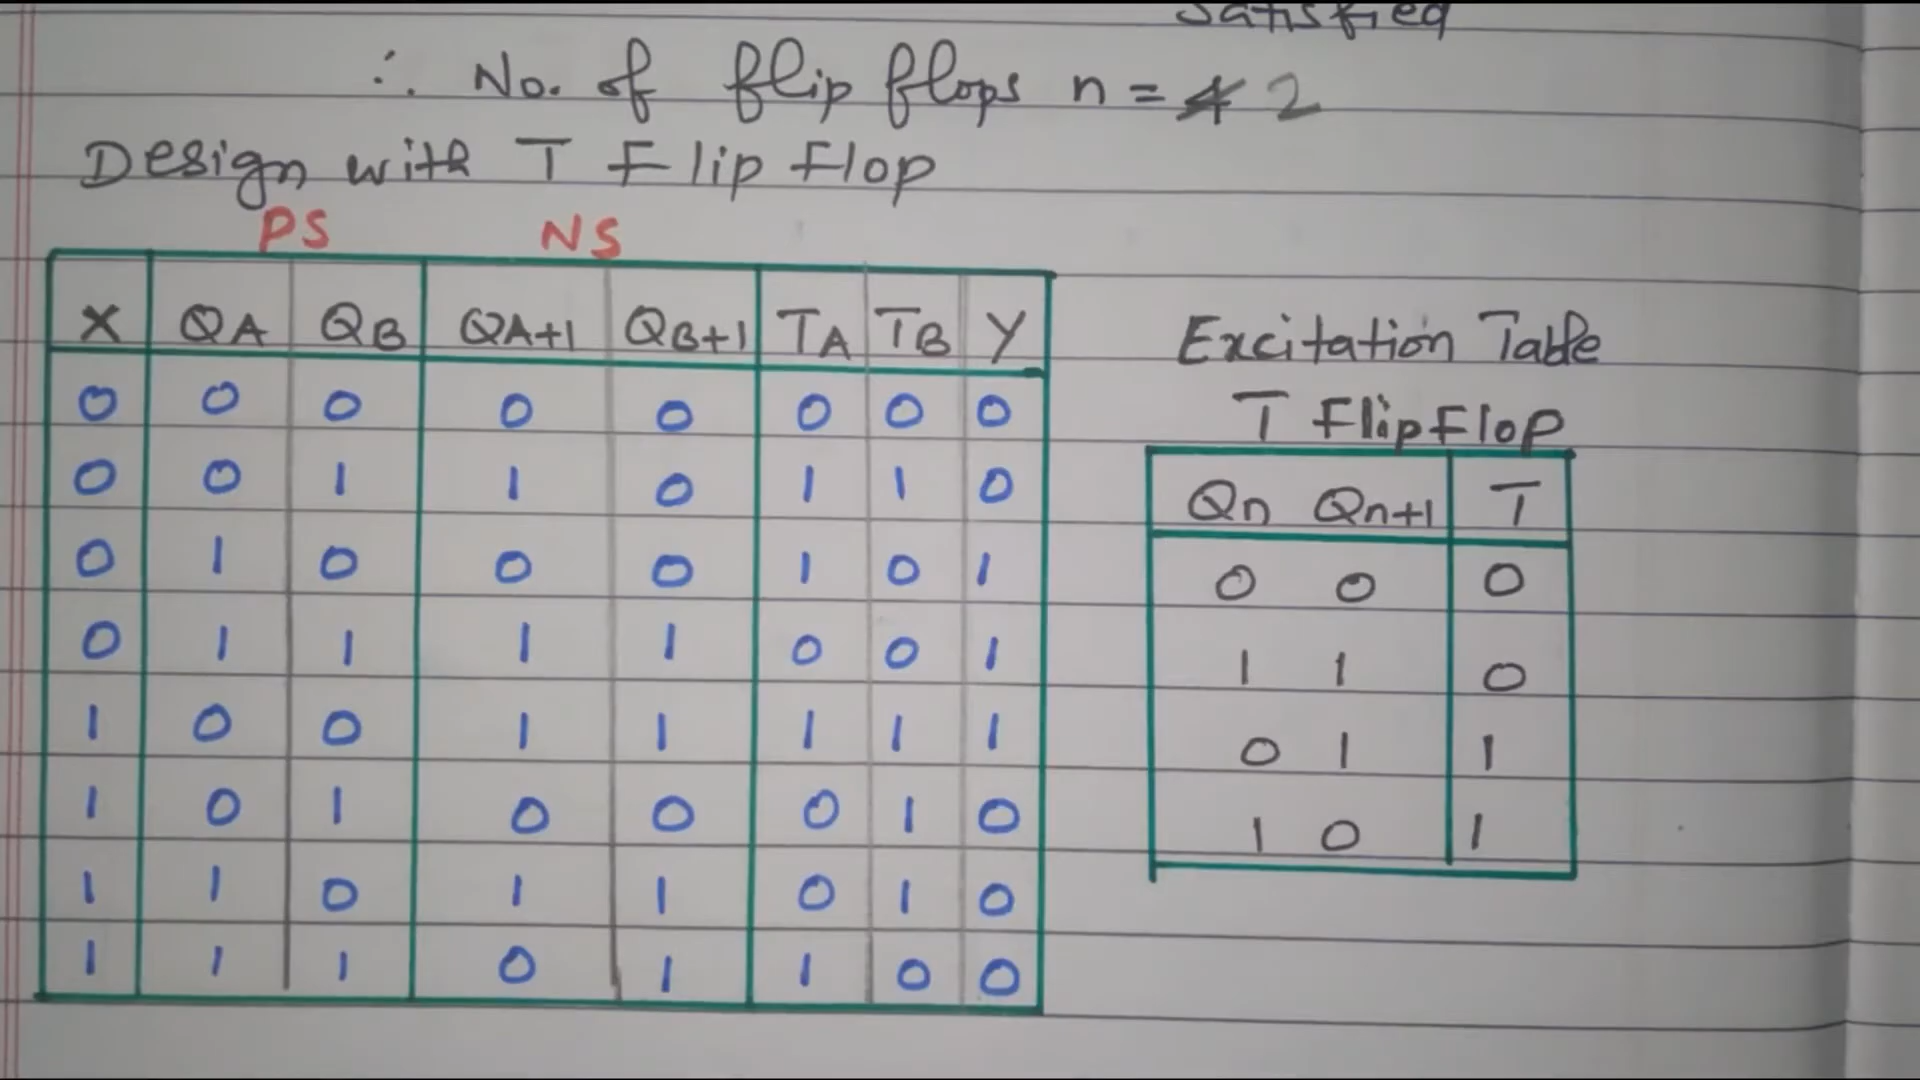 Satisfied
∴ No. of flip flops n = 2
Design with T Flip Flop
PS NS
X QA QB QA+1 QB+1 TA TB Y
0 0 0 0 0 0 0 0
0 0 1 1 0 1 1 0
0 1 0 0 0 1 0 1
0 1 1 1 1 0 0 1
1 0 0 1 1 1 1 1
1 0 1 0 0 0 1 0
1 1 0 1 1 0 1 0
1 1 1 0 1 1 0 0
Excitation Table
T Flip Flop
Qn Qn+1 T
0 0 0
1 1 0
0 1 1
1 0 1